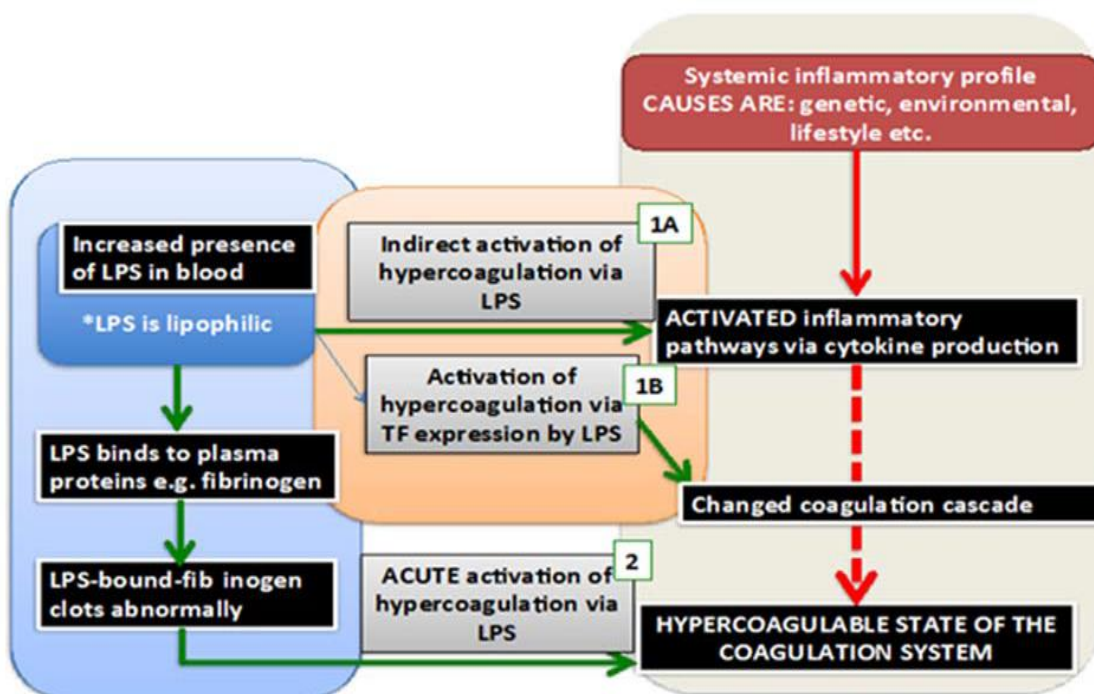 Systemic inflammatory profile
CAUSES ARE: genetic, environmental,
lifestyle etc.
Increased presence
of LPS in blood
*LPS is lipophilic
1A
Indirect activation of
hypercoagulation via
LPS
ACTIVATED inflammatory
pathways via cytokine production
1B
Activation of
hypercoagulation via
TF expression by LPS
LPS binds to plasma
proteins e.g. fibrinogen
Changed coagulation cascade
LPS-bound-fib inogen
clots abnormally
2
ACUTE activation of
hypercoagulation via
LPS
HYPERCOAGULABLE STATE OF THE
COAGULATION SYSTEM